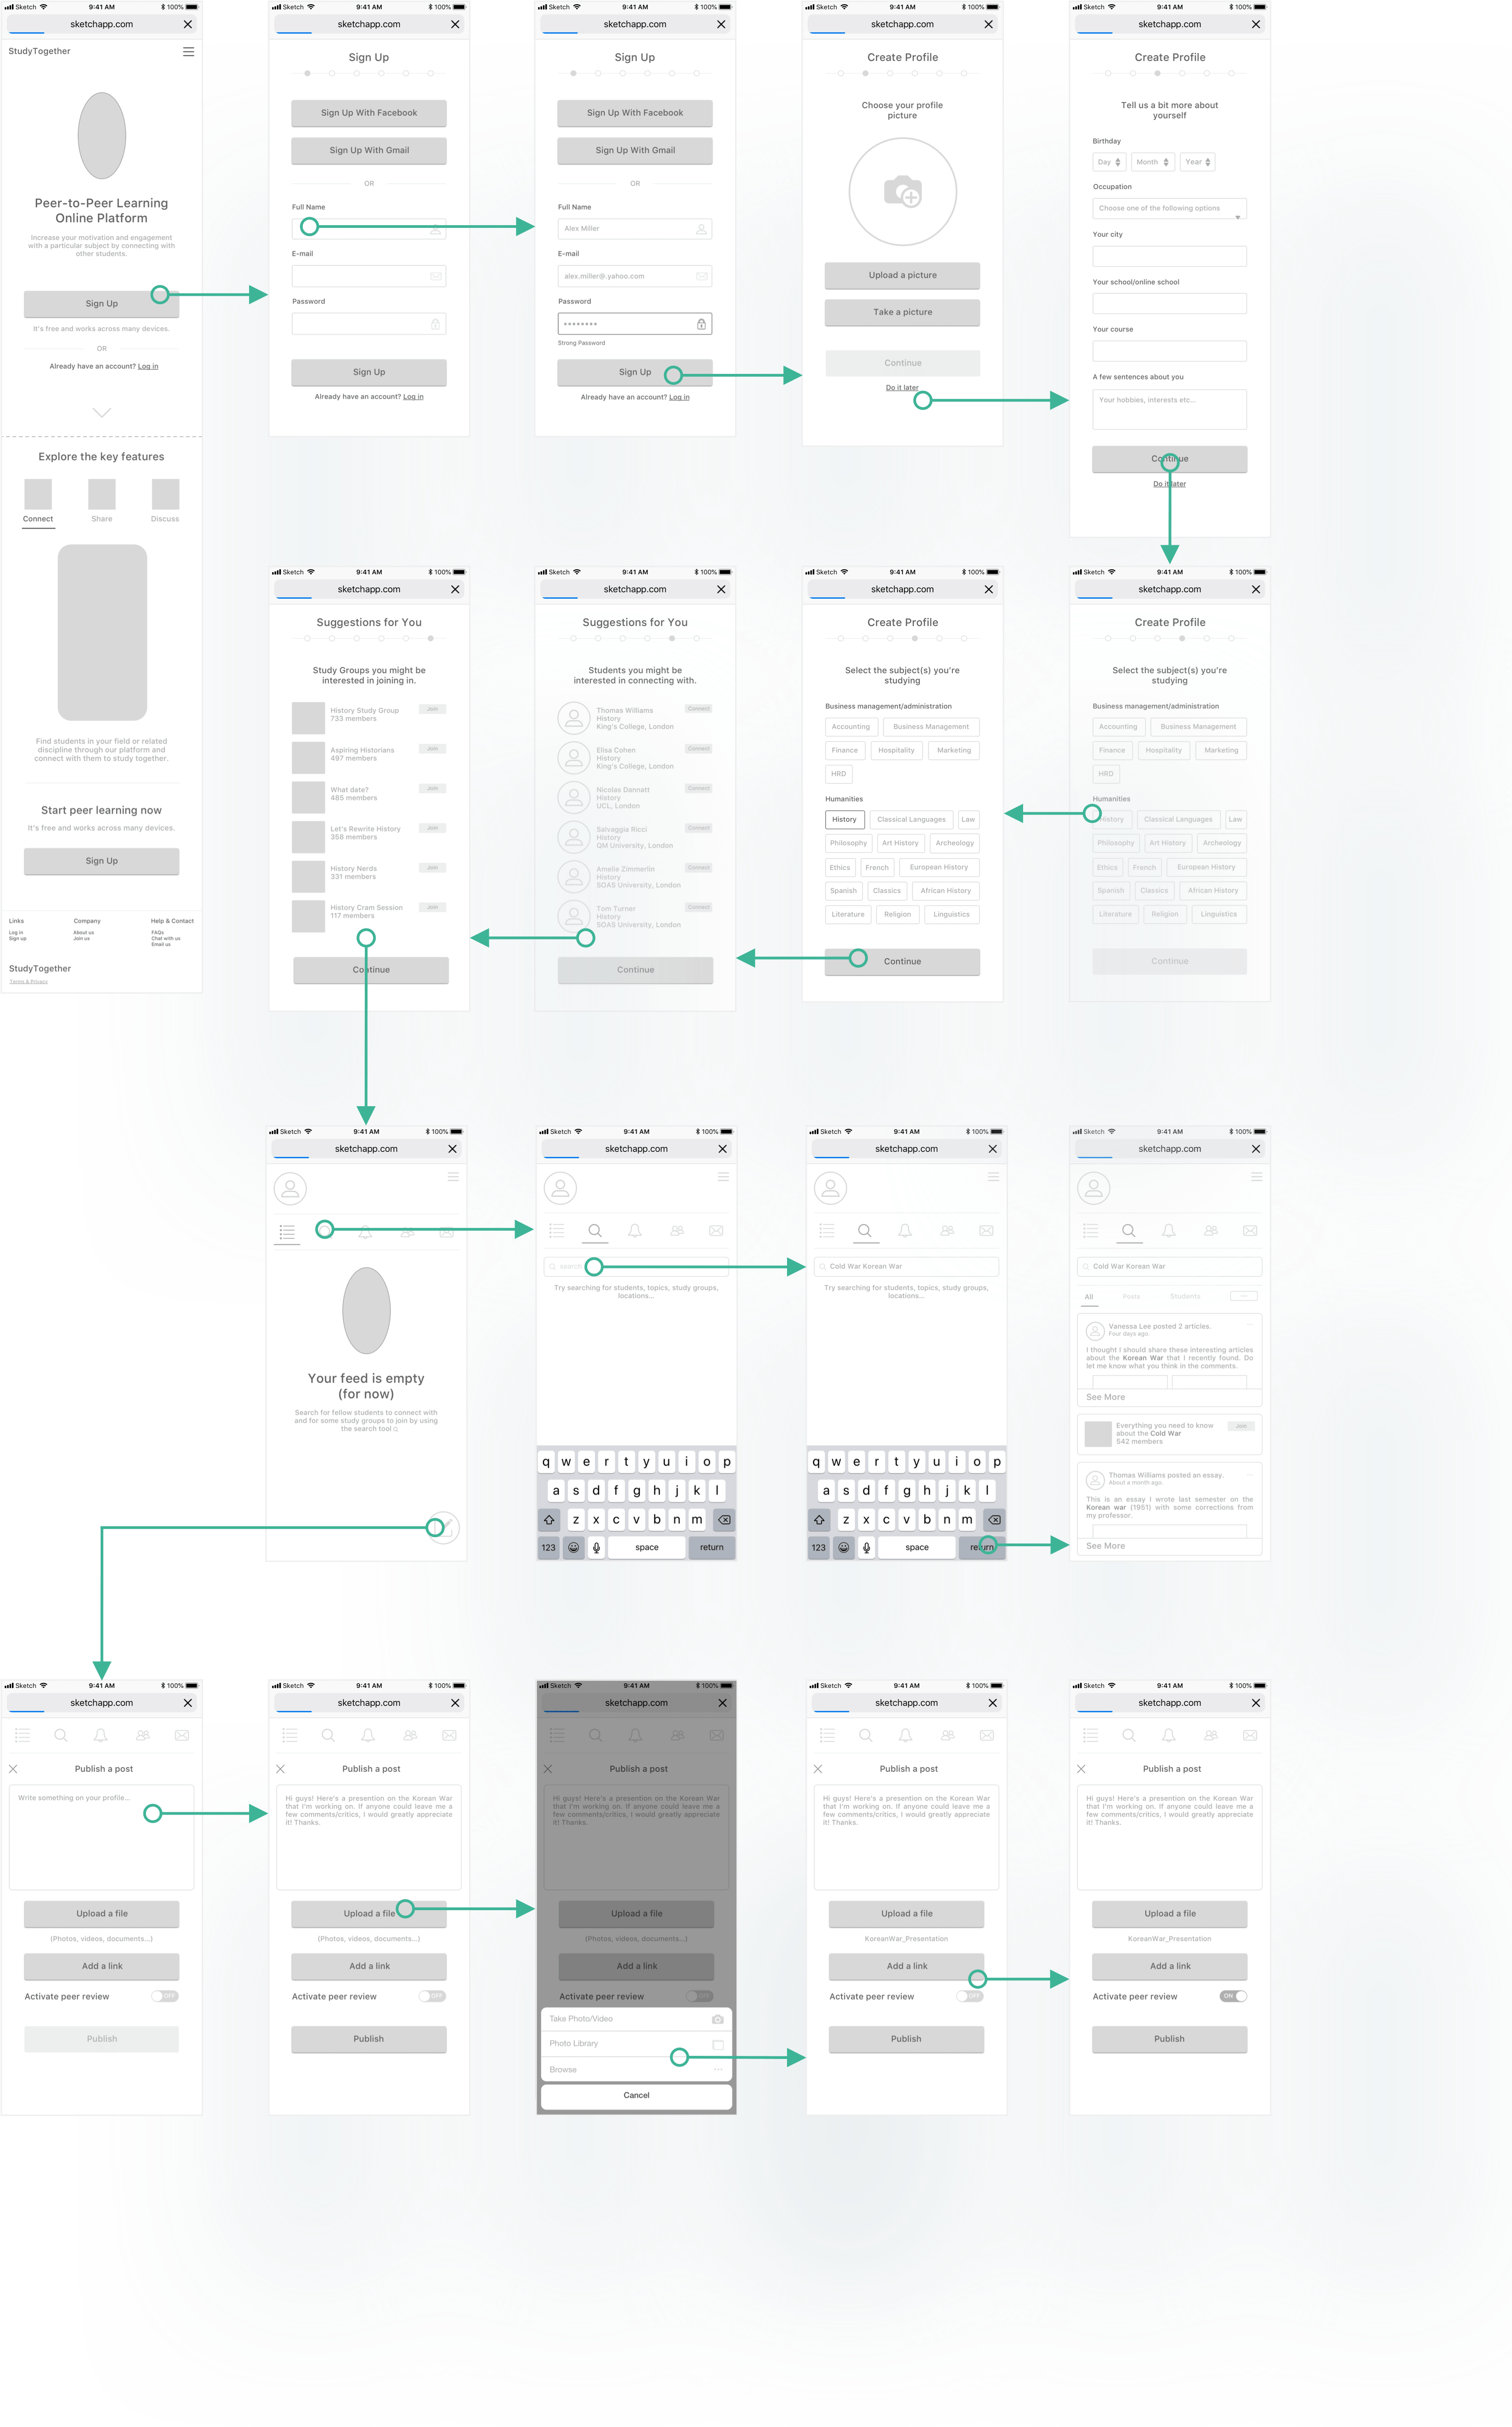 Sketch 9:41 AM 100%
sketchapp.com
StudyTogether
Peer-to-Peer Learning
Online Platform
Increase your motivation and engagement
with a particular subject by connecting with
other students.
Sign Up
It's free and works across many devices.
OR
Already have an account? Log in
Explore the key features
Connect Share Discuss
Find students in your field or related
discipline through our platform and
connect with them to study together.
Start peer learning now
It's free and works across many devices.
Sign Up
Links Company Help & Contact
Log in About us FAQs
Sign up Join us Chat with us
Email us
StudyTogether
Terms & Privacy
Sketch 9:41 AM 100%
sketchapp.com
Sign Up
Sign Up With Facebook
Sign Up With Gmail
OR
Full Name
E-mail
Password
Sign Up
Already have an account? Log in
Sketch 9:41 AM 100%
sketchapp.com
Sign Up
Sign Up With Facebook
Sign Up With Gmail
OR
Full Name
Alex Miller
E-mail
alex.miller@.yahoo.com
Password
Strong Password
Sign Up
Already have an account? Log in
Sketch 9:41 AM 100%
sketchapp.com
Create Profile
Choose your profile
picture
Upload a picture
Take a picture
Continue
Do it later
Sketch 9:41 AM 100%
sketchapp.com
Create Profile
Tell us a bit more about
yourself
Birthday
Day Month Year
Occupation
Choose one of the following options
Your city
Your school/online school
Your course
A few sentences about you
Your hobbies, interests etc...
Continue
Do it later
Sketch 9:41 AM 100%
sketchapp.com
Create Profile
Select the subject(s) you're
studying
Business management/administration
Accounting Business Management
Finance Hospitality Marketing
HRD
Humanities
History Classical Languages Law
Philosophy Art History Archeology
Ethics French European History
Spanish Classics African History
Literature Religion Linguistics
Continue
Sketch 9:41 AM 100%
sketchapp.com
Create Profile
Select the subject(s) you're
studying
Business management/administration
Accounting Business Management
Finance Hospitality Marketing
HRD
Humanities
History Classical Languages Law
Philosophy Art History Archeology
Ethics French European History
Spanish Classics African History
Literature Religion Linguistics
Continue
Sketch 9:41 AM 100%
sketchapp.com
Suggestions for You
Students you might be
interested in connecting with.
Thomas Williams Connect
History
King's College, London
Elisa Cohen Connect
History
King's College, London
Nicolas Dannatt Connect
History
UCL, London
Salvaggia Ricci Connect
History
QM University, London
Amelie Zimmerlin Connect
History
SOAS University, London
Tom Turner Connect
History
SOAS University, London
Continue
Sketch 9:41 AM 100%
sketchapp.com
Suggestions for You
Study Groups you might be
interested in joining in.
History Study Group Join
733 members
Aspiring Historians Join
497 members
What date? Join
485 members
Let's Rewrite History Join
358 members
History Nerds Join
331 members
History Cram Session Join
117 members
Continue
Sketch 9:41 AM 100%
sketchapp.com
Your feed is empty
(for now)
Search for fellow students to connect with
and for some study groups to join by using
the search tool
Sketch 9:41 AM 100%
sketchapp.com
search
Try searching for students, topics, study groups,
locations...
q w e r t y u i o p
a s d f g h j k l
z x c v b n m
123 space return
Sketch 9:41 AM 100%
sketchapp.com
Cold War Korean War
Try searching for students, topics, study groups,
locations...
q w e r t y u i o p
a s d f g h j k l
z x c v b n m
123 space return
Sketch 9:41 AM 100%
sketchapp.com
Cold War Korean War
All Posts Students ...
Vanessa Lee posted 2 articles.
Four days ago.
I thought I should share these interesting articles
about the Korean War that I recently found. Do
let me know what you think in the comments.
See More
Everything you need to know Join
about the Cold War
542 members
Thomas Williams posted an essay.
About a month ago.
This is an essay I wrote last semester on the
Korean war (1951) with some corrections from
my professor.
See More
Sketch 9:41 AM 100%
sketchapp.com
Publish a post
Write something on your profile...
Upload a file
(Photos, videos, documents...)
Add a link
Activate peer review OFF
Publish
Sketch 9:41 AM 100%
sketchapp.com
Publish a post
Hi guys! Here's a presention on the Korean War
that I'm working on. If anyone could leave me a
few comments/critics, I would greatly appreciate
it! Thanks.
Upload a file
(Photos, videos, documents...)
Add a link
Activate peer review OFF
Publish
Sketch 9:41 AM 100%
sketchapp.com
Publish a post
Hi guys! Here's a presention on the Korean War
that I'm working on. If anyone could leave me a
few comments/critics, I would greatly appreciate
it! Thanks.
Upload a file
(Photos, videos, documents...)
Add a link
Activate peer review OFF
Take Photo/Video
Photo Library
Browse
Cancel
Sketch 9:41 AM 100%
sketchapp.com
Publish a post
Hi guys! Here's a presention on the Korean War
that I'm working on. If anyone could leave me a
few comments/critics, I would greatly appreciate
it! Thanks.
Upload a file
KoreanWar_Presentation
Add a link
Activate peer review OFF
Publish
Sketch 9:41 AM 100%
sketchapp.com
Publish a post
Hi guys! Here's a presention on the Korean War
that I'm working on. If anyone could leave me a
few comments/critics, I would greatly appreciate
it! Thanks.
Upload a file
KoreanWar_Presentation
Add a link
Activate peer review ON
Publish